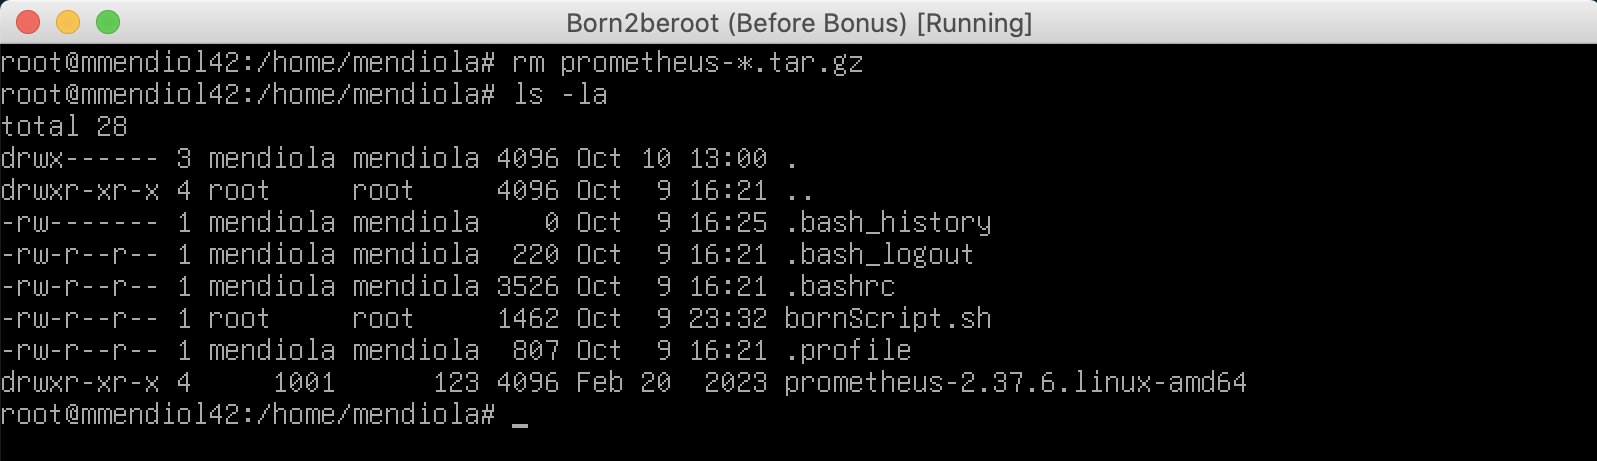 Born2beroot (Before Bonus) [Running]
root@mmendiol42:/home/mendiola# rm prometheus-*.tar.gz
root@mmendiol42:/home/mendiola# ls -la
total 28
drwx------ 3 mendiola mendiola 4096 Oct 10 13:00 .
drwxr-xr-x 4 root     root     4096 Oct  9 16:21 ..
-rw------- 1 mendiola mendiola    0 Oct  9 16:25 .bash_history
-rw-r--r-- 1 mendiola mendiola  220 Oct  9 16:21 .bash_logout
-rw-r--r-- 1 mendiola mendiola 3526 Oct  9 16:21 .bashrc
-rw-r--r-- 1 root     root     1462 Oct  9 23:32 bornScript.sh
-rw-r--r-- 1 mendiola mendiola  807 Oct  9 16:21 .profile
drwxr-xr-x 4     1001      123 4096 Feb 20  2023 prometheus-2.37.6.linux-amd64
root@mmendiol42:/home/mendiola# _